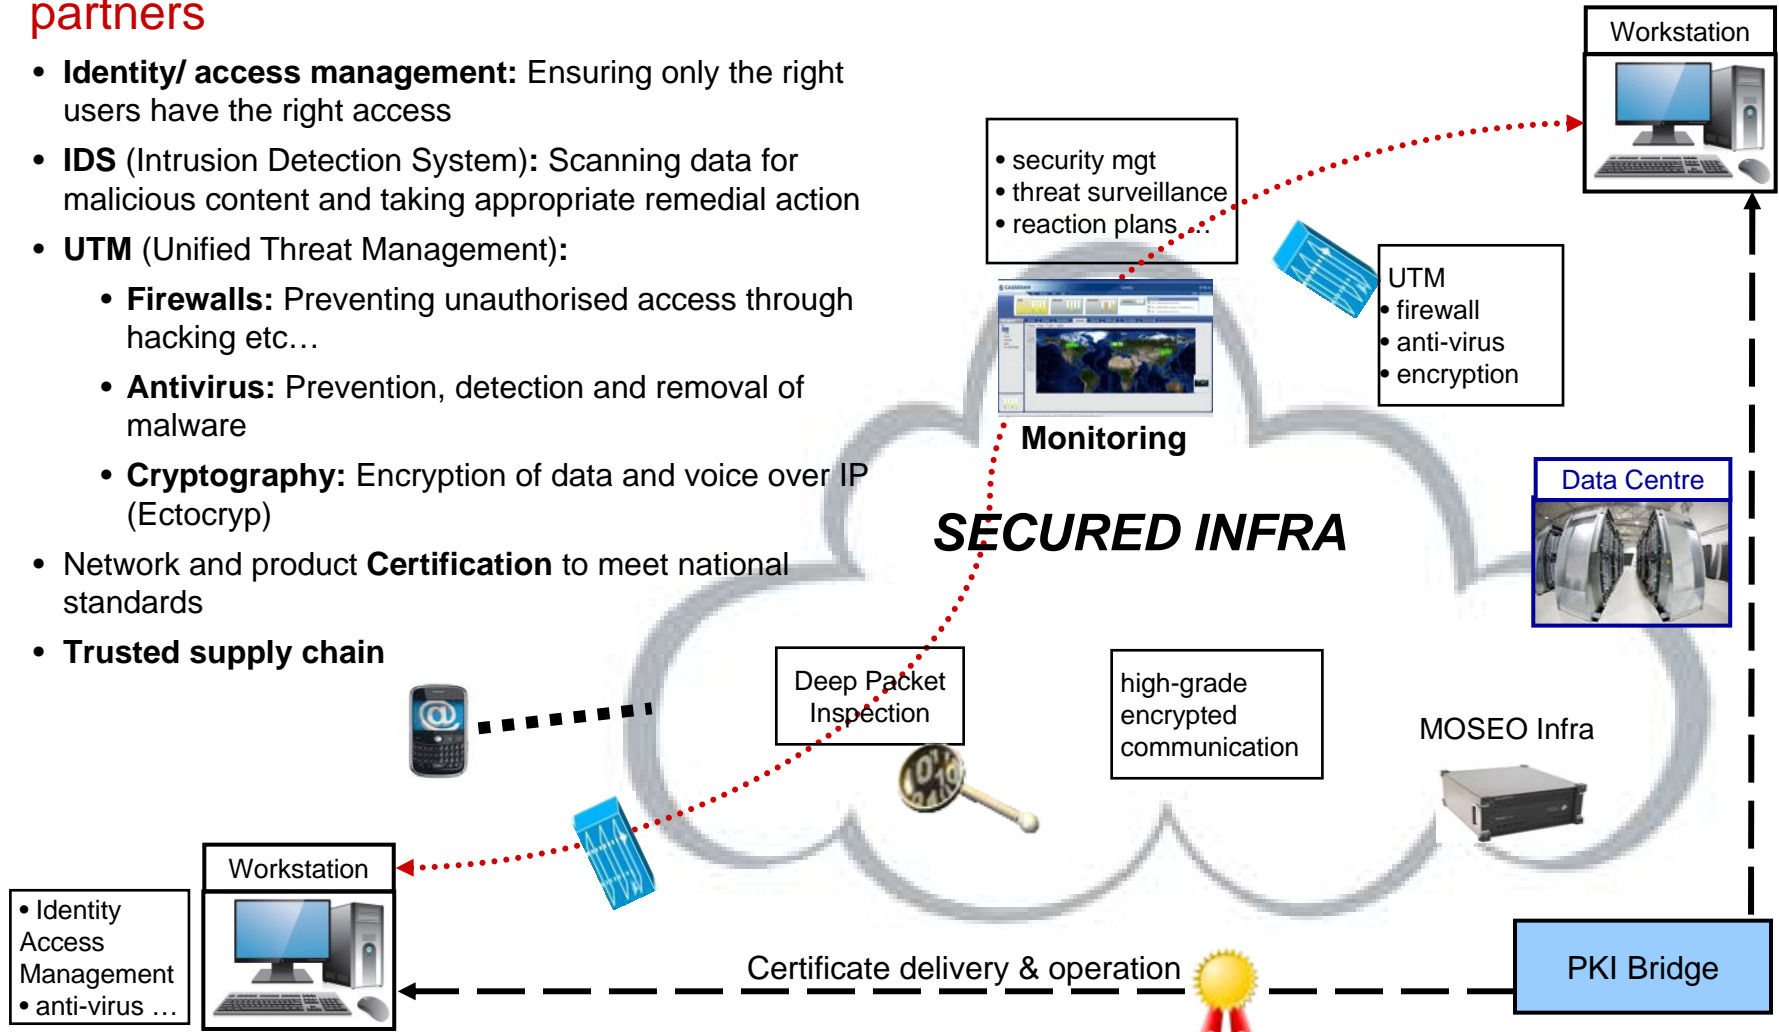 partners
• Identity/ access management: Ensuring only the right
users have the right access
• IDS (Intrusion Detection System): Scanning data for
malicious content and taking appropriate remedial action
• UTM (Unified Threat Management):
• Firewalls: Preventing unauthorised access through
hacking etc…
• Antivirus: Prevention, detection and removal of
malware
• Cryptography: Encryption of data and voice over IP
(Ectocryp)
• Network and product Certification to meet national
standards
• Trusted supply chain
Workstation
• security mgt
• threat surveillance
• reaction plans …
UTM
• firewall
• anti-virus
• encryption
CASSIDIAN
Monitoring
SECURED INFRA
Data Centre
Deep Packet
Inspection
high-grade
encrypted
communication
MOSEO Infra
@
Workstation
• Identity
Access
Management
• anti-virus …
Certificate delivery & operation
PKI Bridge